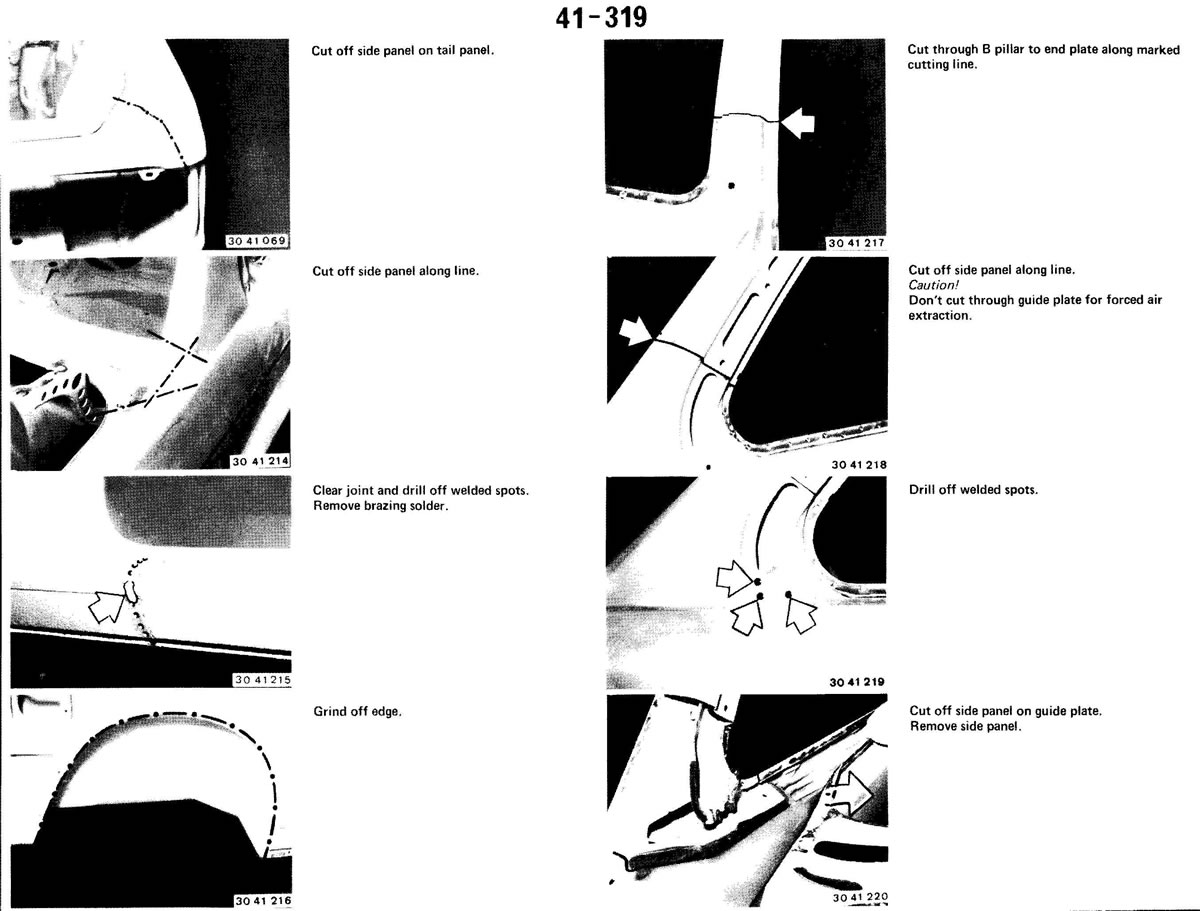 41-319
Cut off side panel on tail panel.
30 41 069
Cut off side panel along line.
30 41 214
Clear joint and drill off welded spots.
Remove brazing solder.
30 41 215
Grind off edge.
30 41 216
Cut through B pillar to end plate along marked
cutting line.
30 41 217
Cut off side panel along line.
Caution!
Don't cut through guide plate for forced air
extraction.
30 41 218
Drill off welded spots.
30 41 219
Cut off side panel on guide plate.
Remove side panel.
30 41 220